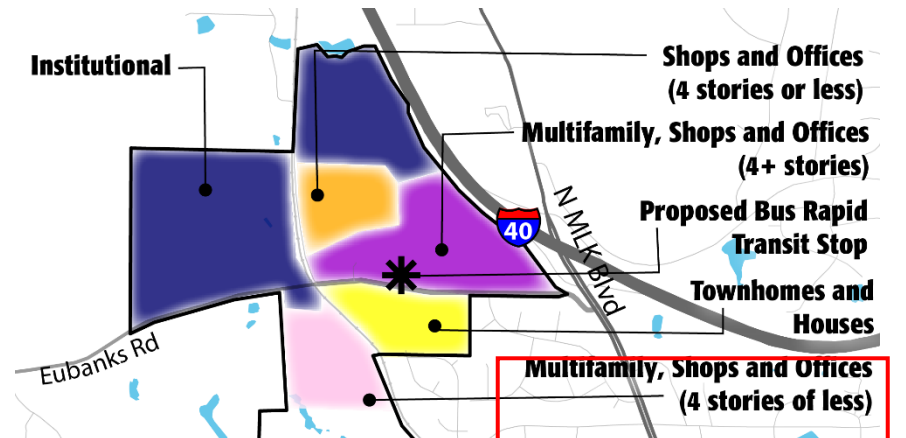 Institutional
Shops and Offices
(4 stories or less)
Multifamily, Shops and Offices
(4+ stories)
Proposed Bus Rapid
Transit Stop
40
N MLK Blvd
Townhomes and
Houses
Eubanks Rd
Multifamily, Shops and Offices
(4 stories of less)